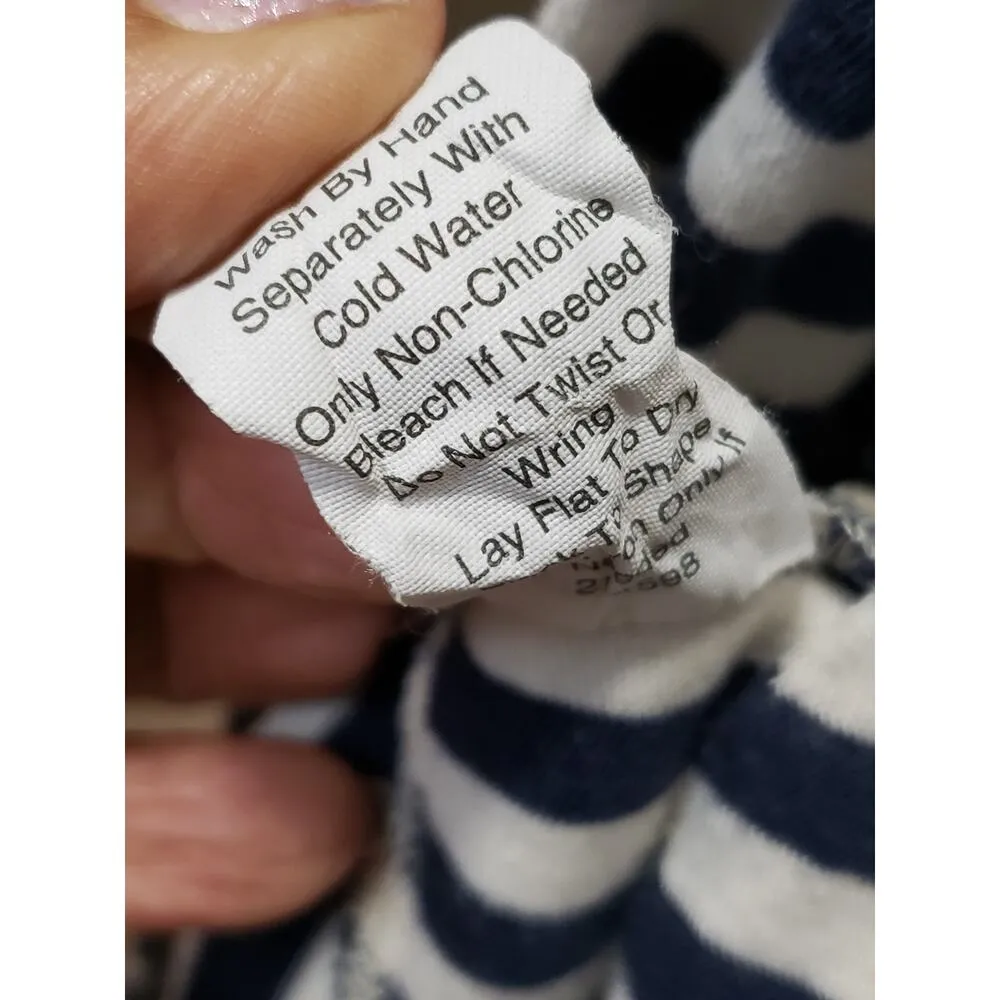 Wash By Hand
Separately With
Cold Water
Only Non-Chlorine
Bleach If Needed
Do Not Twist Or
Wring
Lay Flat To Dry
Shape
Only If